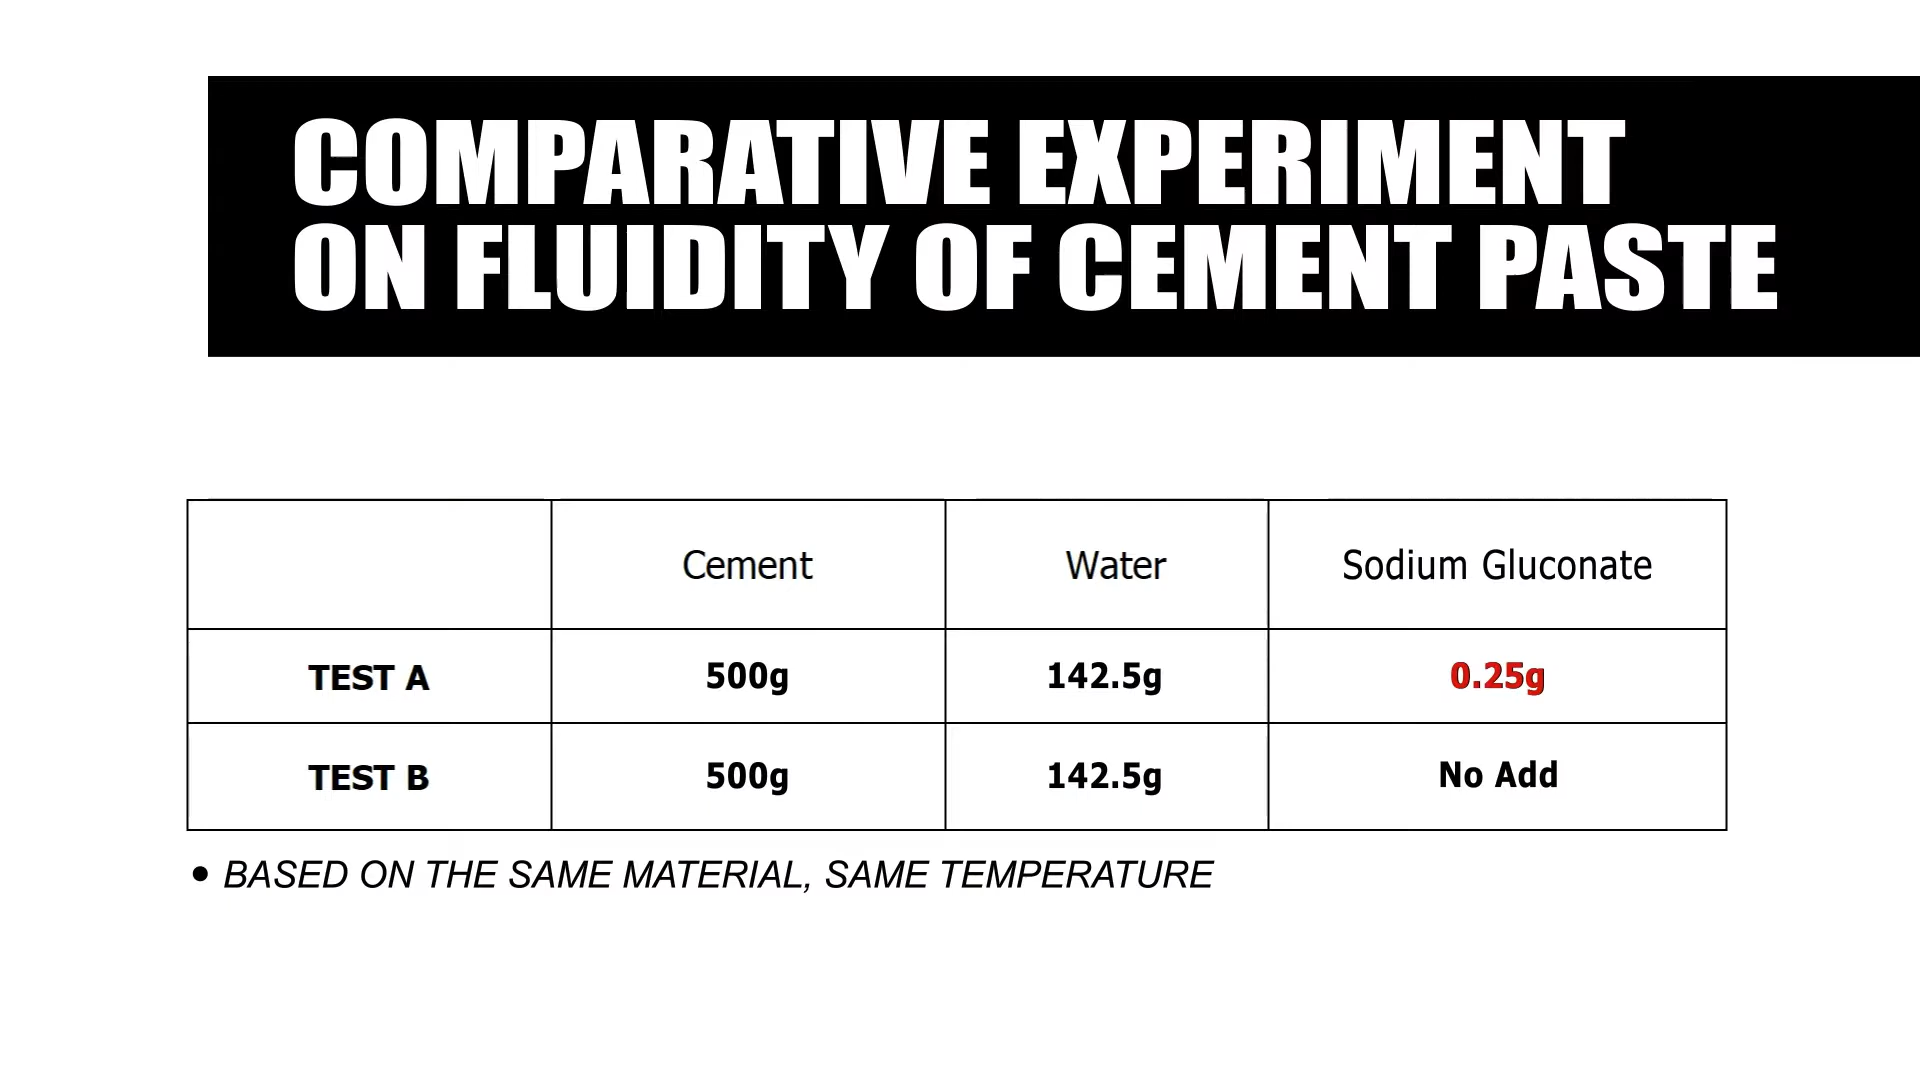 COMPARATIVE EXPERIMENT
ON FLUIDITY OF CEMENT PASTE
Cement Water Sodium Gluconate
TEST A 500g 142.5g 0.25g
TEST B 500g 142.5g No Add
• BASED ON THE SAME MATERIAL, SAME TEMPERATURE